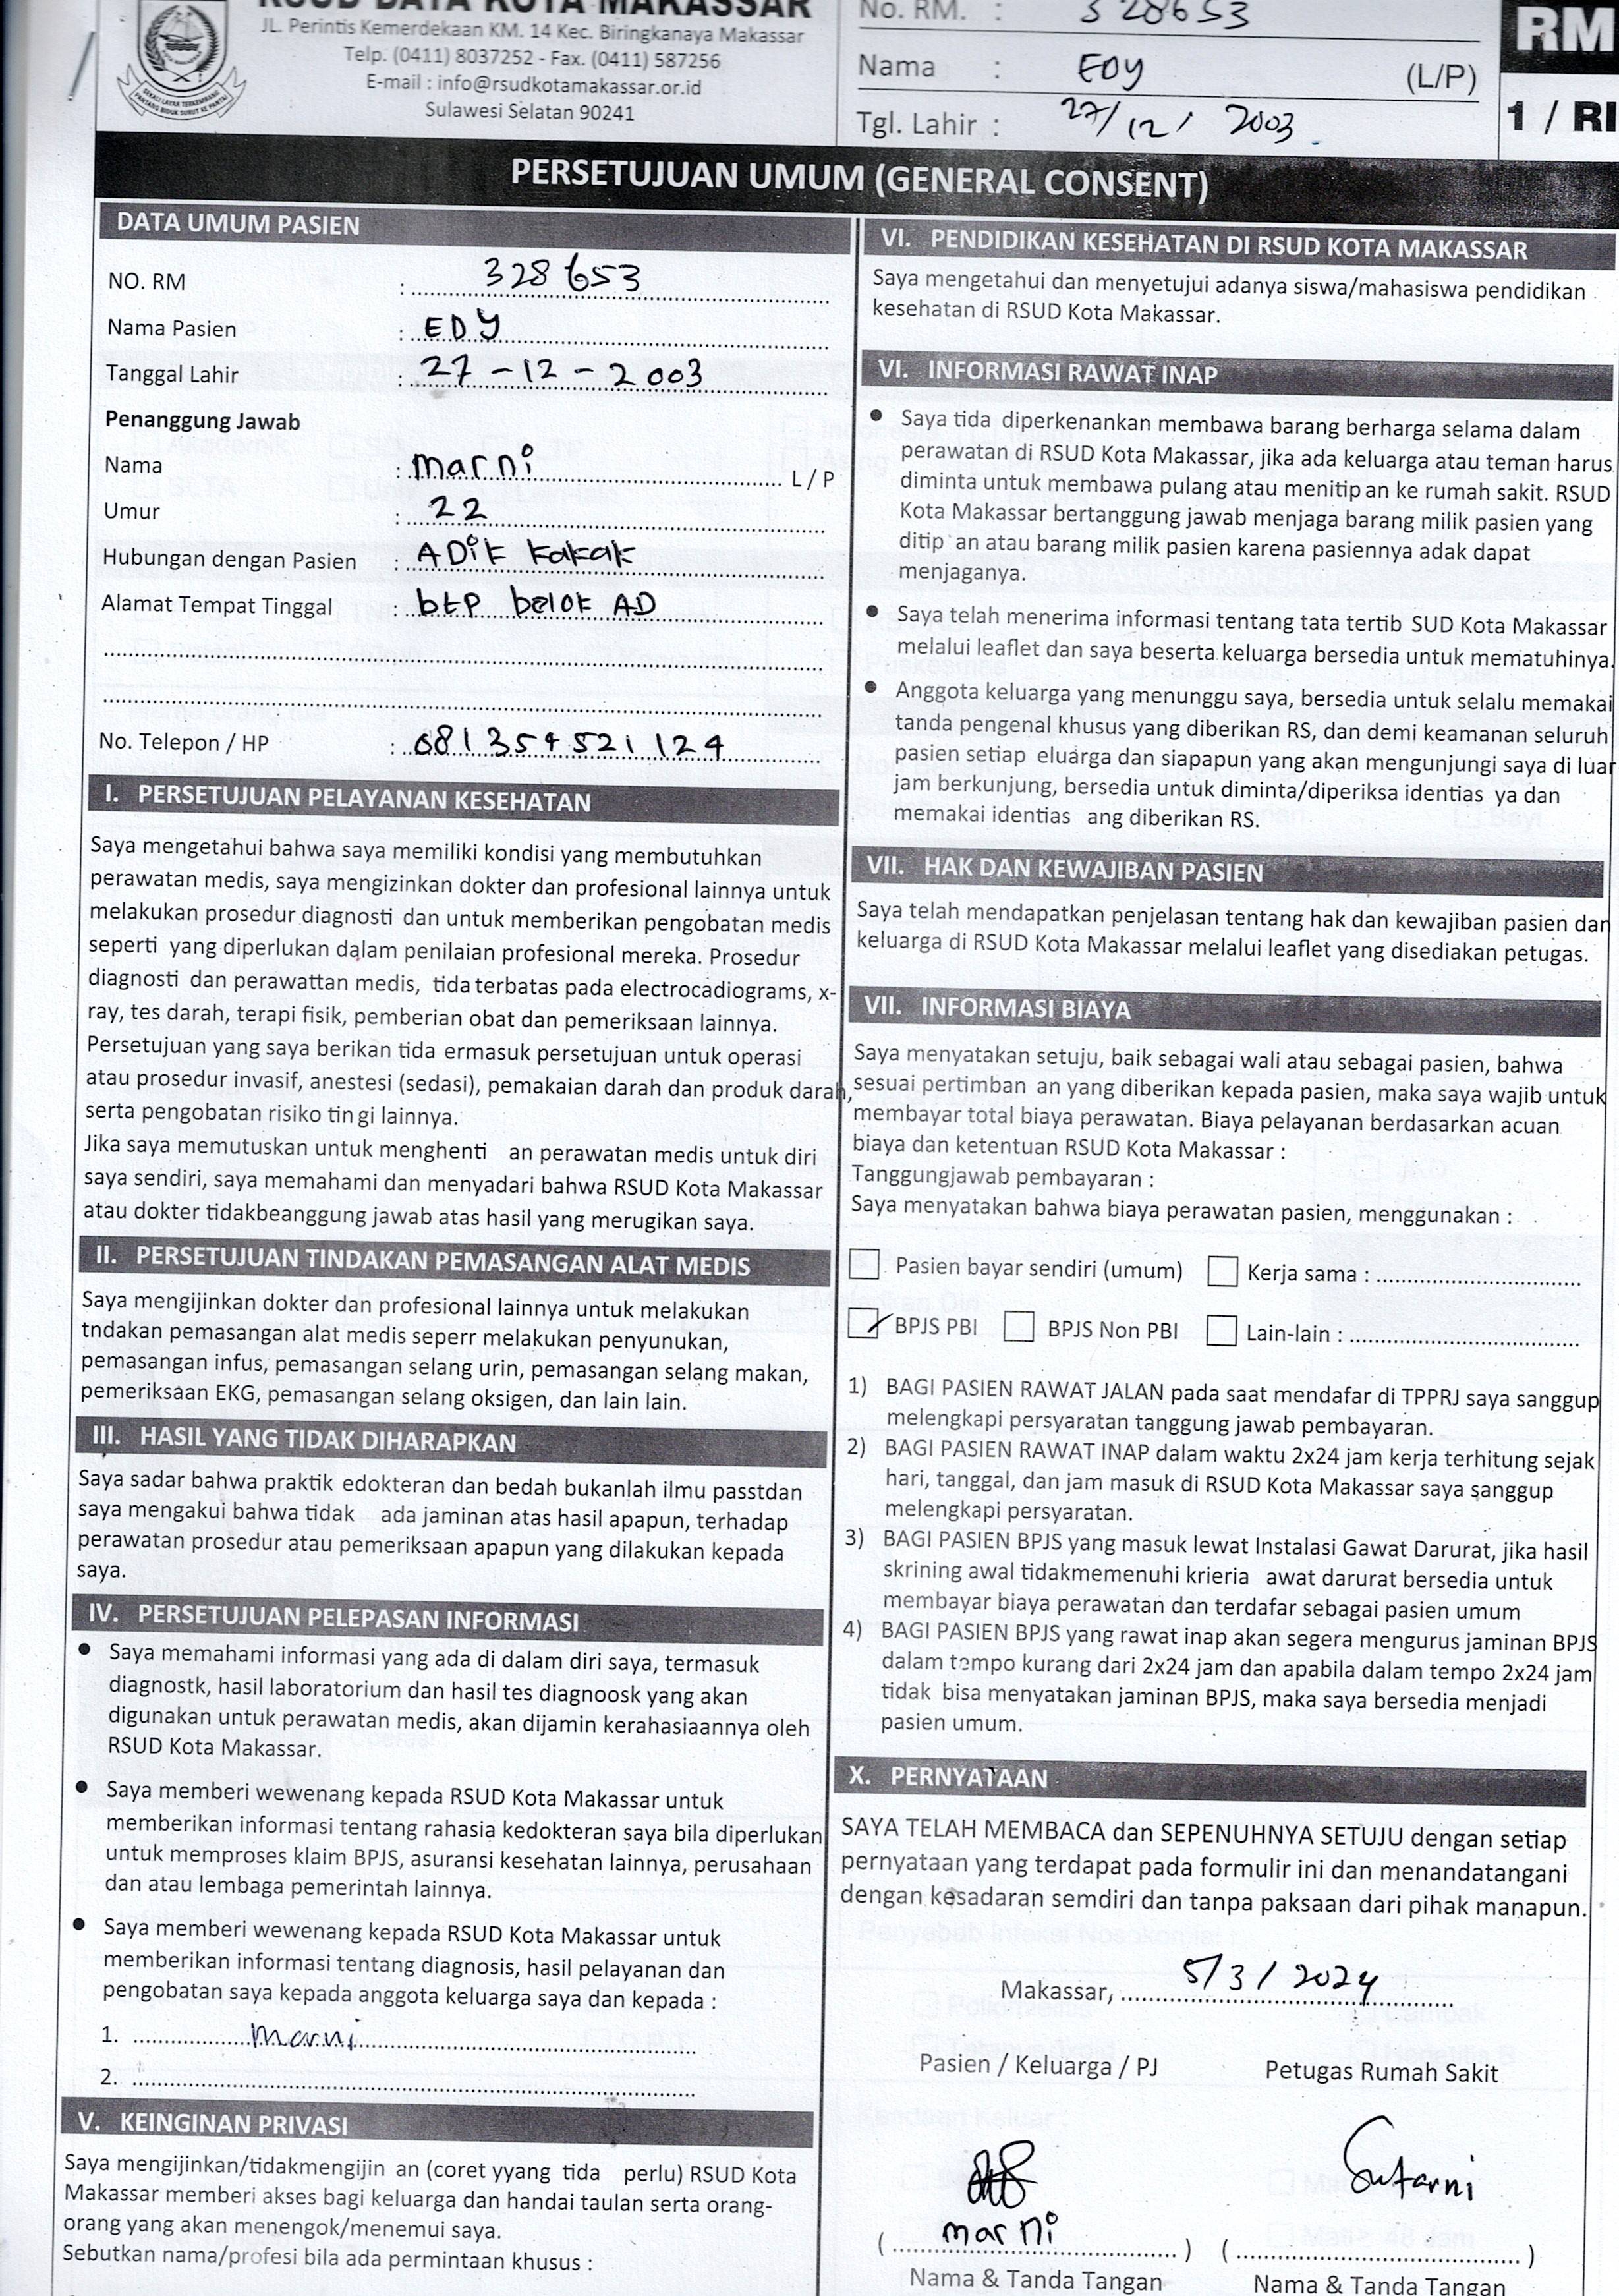 RSUD DAYA KOTA MAKASSAR
JL. Perintis Kemerdekaan KM. 14 Kec. Biringkanaya Makassar
Telp. (0411) 8037252 - Fax. (0411) 587256
E-mail : info@rsudkotamakassar.or.id
Sulawesi Selatan 90241
SEKALI LAYAR TERKEMBANG
PANTANG BIDUK SURUT KE PANTAI
No. RM. : 328653
Nama : EDY (L/P)
Tgl. Lahir : 27/12/ 2003
RM
1 / RI
PERSETUJUAN UMUM (GENERAL CONSENT)
DATA UMUM PASIEN
NO. RM : 328653
Nama Pasien : EDY
Tanggal Lahir : 27-12-2003
Penanggung Jawab
Nama : marni L / P
Umur : 22
Hubungan dengan Pasien : ADik kakak
Alamat Tempat Tinggal : btp belok AD
No. Telepon / HP : 081354521124
I. PERSETUJUAN PELAYANAN KESEHATAN
Saya mengetahui bahwa saya memiliki kondisi yang membutuhkan
perawatan medis, saya mengizinkan dokter dan profesional lainnya untuk
melakukan prosedur diagnosti dan untuk memberikan pengobatan medis
seperti yang diperlukan dalam penilaian profesional mereka. Prosedur
diagnosti dan perawattan medis, tida terbatas pada electrocadiograms, x-
ray, tes darah, terapi fisik, pemberian obat dan pemeriksaan lainnya.
Persetujuan yang saya berikan tida ermasuk persetujuan untuk operasi
atau prosedur invasif, anestesi (sedasi), pemakaian darah dan produk darah,
serta pengobatan risiko tin gi lainnya.
Jika saya memutuskan untuk menghenti an perawatan medis untuk diri
saya sendiri, saya memahami dan menyadari bahwa RSUD Kota Makassar
atau dokter tidakbeanggung jawab atas hasil yang merugikan saya.
II. PERSETUJUAN TINDAKAN PEMASANGAN ALAT MEDIS
Saya mengijinkan dokter dan profesional lainnya untuk melakukan
tndakan pemasangan alat medis seperr melakukan penyunukan,
pemasangan infus, pemasangan selang urin, pemasangan selang makan,
pemeriksaan EKG, pemasangan selang oksigen, dan lain lain.
III. HASIL YANG TIDAK DIHARAPKAN
Saya sadar bahwa praktik edokteran dan bedah bukanlah ilmu passtdan
saya mengakui bahwa tidak ada jaminan atas hasil apapun, terhadap
perawatan prosedur atau pemeriksaan apapun yang dilakukan kepada
saya.
IV. PERSETUJUAN PELEPASAN INFORMASI
• Saya memahami informasi yang ada di dalam diri saya, termasuk
diagnostk, hasil laboratorium dan hasil tes diagnoosk yang akan
digunakan untuk perawatan medis, akan dijamin kerahasiaannya oleh
RSUD Kota Makassar.
• Saya memberi wewenang kepada RSUD Kota Makassar untuk
memberikan informasi tentang rahasia kedokteran saya bila diperlukan
untuk memproses klaim BPJS, asuransi kesehatan lainnya, perusahaan
dan atau lembaga pemerintah lainnya.
• Saya memberi wewenang kepada RSUD Kota Makassar untuk
memberikan informasi tentang diagnosis, hasil pelayanan dan
pengobatan saya kepada anggota keluarga saya dan kepada :
1. marni
2.
V. KEINGINAN PRIVASI
Saya mengijinkan/tidakmengijin an (coret yyang tida perlu) RSUD Kota
Makassar memberi akses bagi keluarga dan handai taulan serta orang-
orang yang akan menengok/menemui saya.
Sebutkan nama/profesi bila ada permintaan khusus :
VI. PENDIDIKAN KESEHATAN DI RSUD KOTA MAKASSAR
Saya mengetahui dan menyetujui adanya siswa/mahasiswa pendidikan
kesehatan di RSUD Kota Makassar.
VI. INFORMASI RAWAT INAP
• Saya tida diperkenankan membawa barang berharga selama dalam
perawatan di RSUD Kota Makassar, jika ada keluarga atau teman harus
diminta untuk membawa pulang atau menitip an ke rumah sakit. RSUD
Kota Makassar bertanggung jawab menjaga barang milik pasien yang
ditip an atau barang milik pasien karena pasiennya adak dapat
menjaganya.
• Saya telah menerima informasi tentang tata tertib SUD Kota Makassar
melalui leaflet dan saya beserta keluarga bersedia untuk mematuhinya.
• Anggota keluarga yang menunggu saya, bersedia untuk selalu memakai
tanda pengenal khusus yang diberikan RS, dan demi keamanan seluruh
pasien setiap eluarga dan siapapun yang akan mengunjungi saya di luar
jam berkunjung, bersedia untuk diminta/diperiksa identias ya dan
memakai identias ang diberikan RS.
VII. HAK DAN KEWAJIBAN PASIEN
Saya telah mendapatkan penjelasan tentang hak dan kewajiban pasien dan
keluarga di RSUD Kota Makassar melalui leaflet yang disediakan petugas.
VII. INFORMASI BIAYA
Saya menyatakan setuju, baik sebagai wali atau sebagai pasien, bahwa
sesuai pertimban an yang diberikan kepada pasien, maka saya wajib untuk
membayar total biaya perawatan. Biaya pelayanan berdasarkan acuan
biaya dan ketentuan RSUD Kota Makassar :
Tanggungjawab pembayaran :
Saya menyatakan bahwa biaya perawatan pasien, menggunakan :
Pasien bayar sendiri (umum) Kerja sama :
BPJS PBI BPJS Non PBI Lain-lain :
1) BAGI PASIEN RAWAT JALAN pada saat mendafar di TPPRJ saya sanggup
melengkapi persyaratan tanggung jawab pembayaran.
2) BAGI PASIEN RAWAT INAP dalam waktu 2x24 jam kerja terhitung sejak
hari, tanggal, dan jam masuk di RSUD Kota Makassar saya sanggup
melengkapi persyaratan.
3) BAGI PASIEN BPJS yang masuk lewat Instalasi Gawat Darurat, jika hasil
skrining awal tidakmemenuhi krieria awat darurat bersedia untuk
membayar biaya perawatan dan terdafar sebagai pasien umum
4) BAGI PASIEN BPJS yang rawat inap akan segera mengurus jaminan BPJS
dalam tempo kurang dari 2x24 jam dan apabila dalam tempo 2x24 jam
tidak bisa menyatakan jaminan BPJS, maka saya bersedia menjadi
pasien umum.
X. PERNYATAAN
SAYA TELAH MEMBACA dan SEPENUHNYA SETUJU dengan setiap
pernyataan yang terdapat pada formulir ini dan menandatangani
dengan kesadaran semdiri dan tanpa paksaan dari pihak manapun.
Makassar, 5/3/2024
Pasien / Keluarga / PJ Petugas Rumah Sakit
Sutarni
( marni ) ( )
Nama & Tanda Tangan Nama & Tanda Tangan